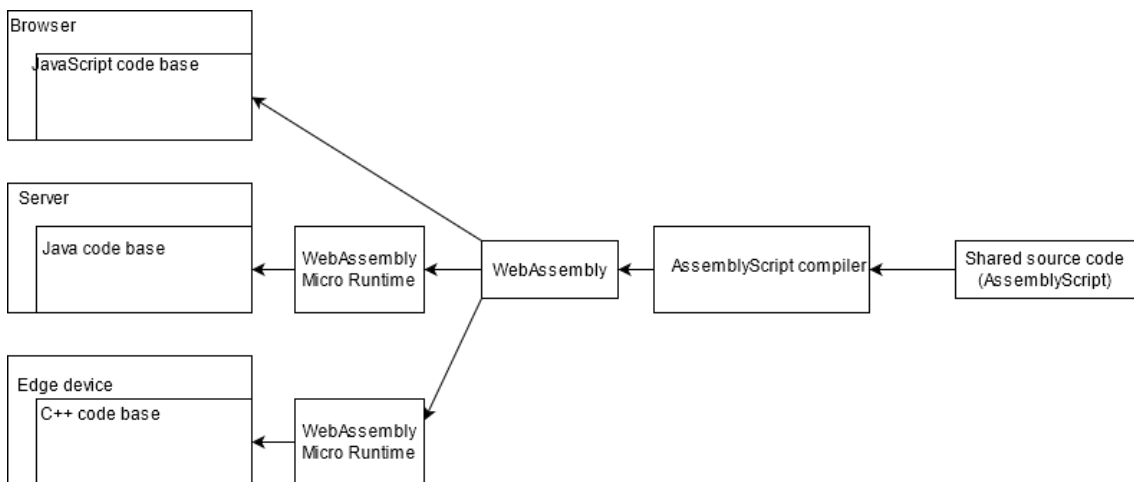 Browser
JavaScript code base
Server
Java code base
WebAssembly
Micro Runtime
WebAssembly
AssemblyScript compiler
Shared source code
(AssemblyScript)
Edge device
C++ code base
WebAssembly
Micro Runtime